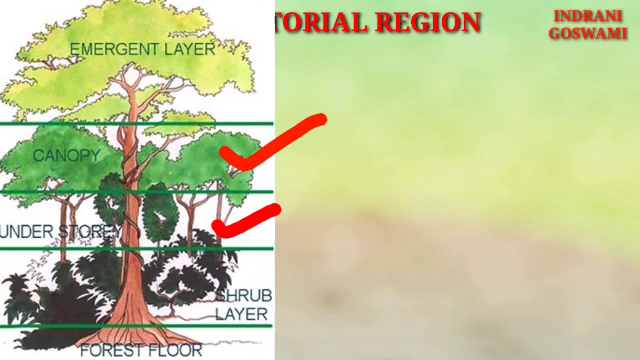 TORIAL REGION
INDRANI
GOSWAMI
EMERGENT LAYER
CANOPY
UNDER STOREY
SHRUB
LAYER
FOREST FLOOR